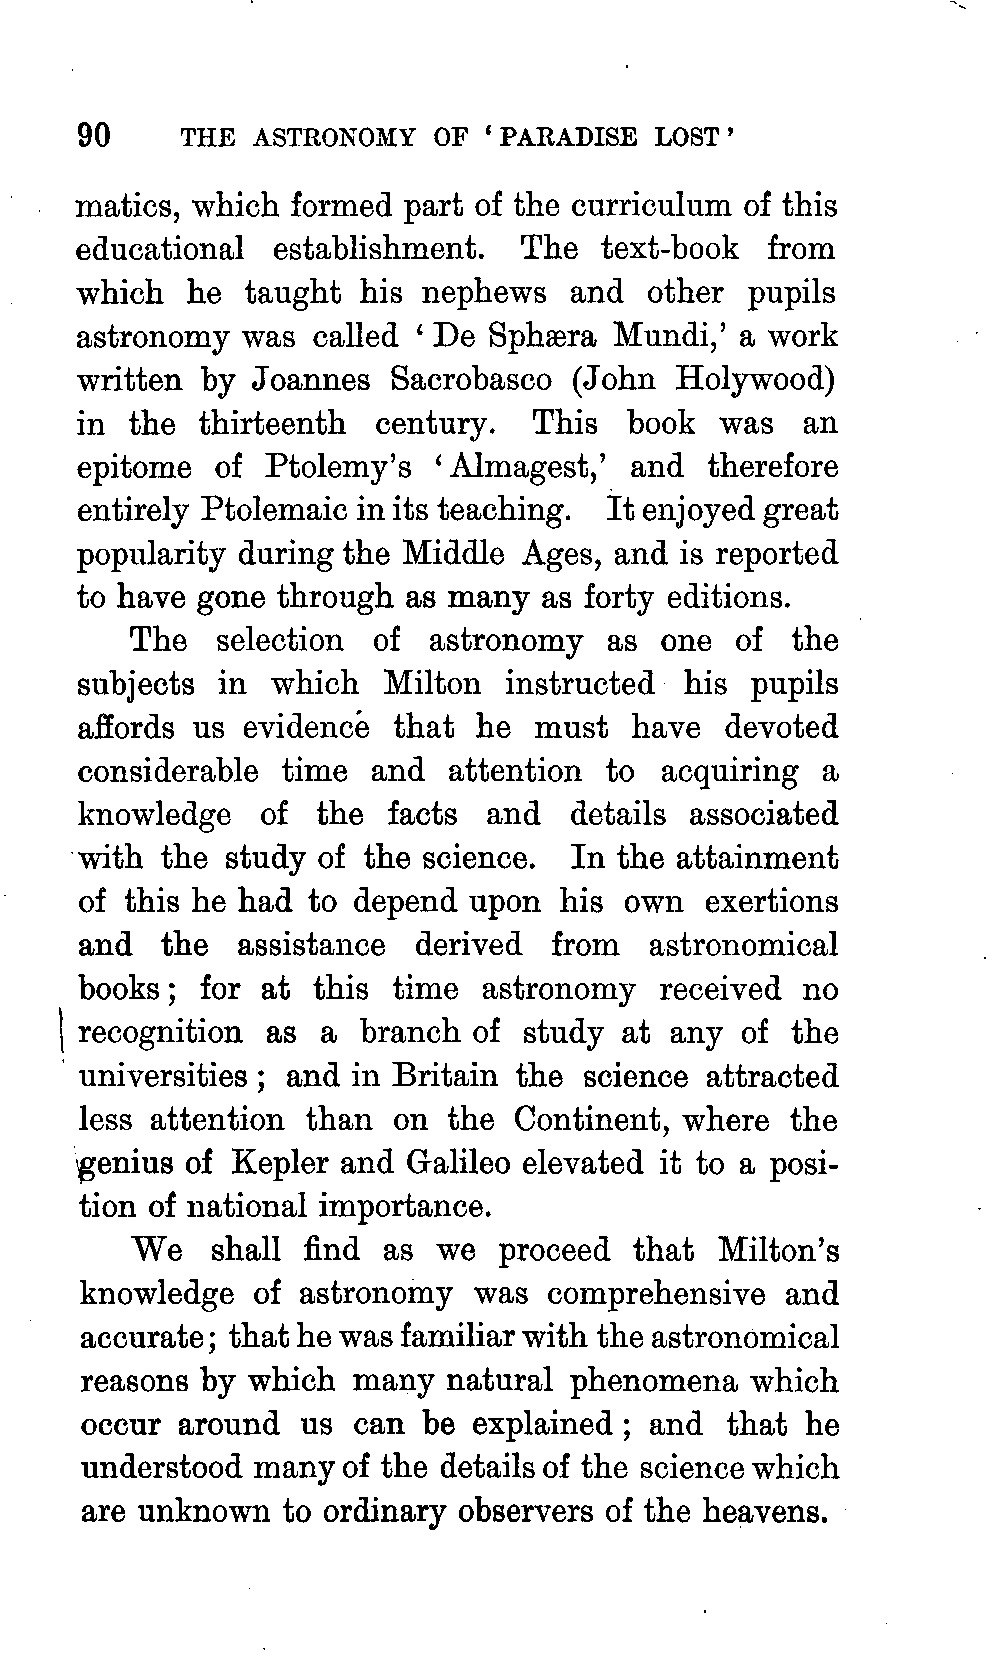 90 THE ASTRONOMY OF ‘ PARADISE LOST ’
matics, which formed part of the curriculum of this
educational establishment. The text-book from
which he taught his nephews and other pupils
astronomy was called ‘ De Sphæra Mundi,’ a work
written by Joannes Sacrobasco (John Holywood)
in the thirteenth century. This book was an
epitome of Ptolemy’s ‘ Almagest,’ and therefore
entirely Ptolemaic in its teaching. It enjoyed great
popularity during the Middle Ages, and is reported
to have gone through as many as forty editions.
The selection of astronomy as one of the
subjects in which Milton instructed his pupils
affords us evidence that he must have devoted
considerable time and attention to acquiring a
knowledge of the facts and details associated
with the study of the science. In the attainment
of this he had to depend upon his own exertions
and the assistance derived from astronomical
books ; for at this time astronomy received no
recognition as a branch of study at any of the
universities ; and in Britain the science attracted
less attention than on the Continent, where the
genius of Kepler and Galileo elevated it to a posi-
tion of national importance.
We shall find as we proceed that Milton’s
knowledge of astronomy was comprehensive and
accurate ; that he was familiar with the astronomical
reasons by which many natural phenomena which
occur around us can be explained ; and that he
understood many of the details of the science which
are unknown to ordinary observers of the heavens.